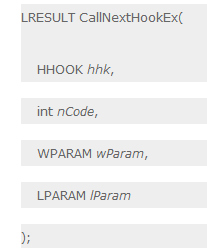 LRESULT CallNextHookEx(
HHOOK hhk,
int nCode,
WPARAM wParam,
LPARAM lParam
);